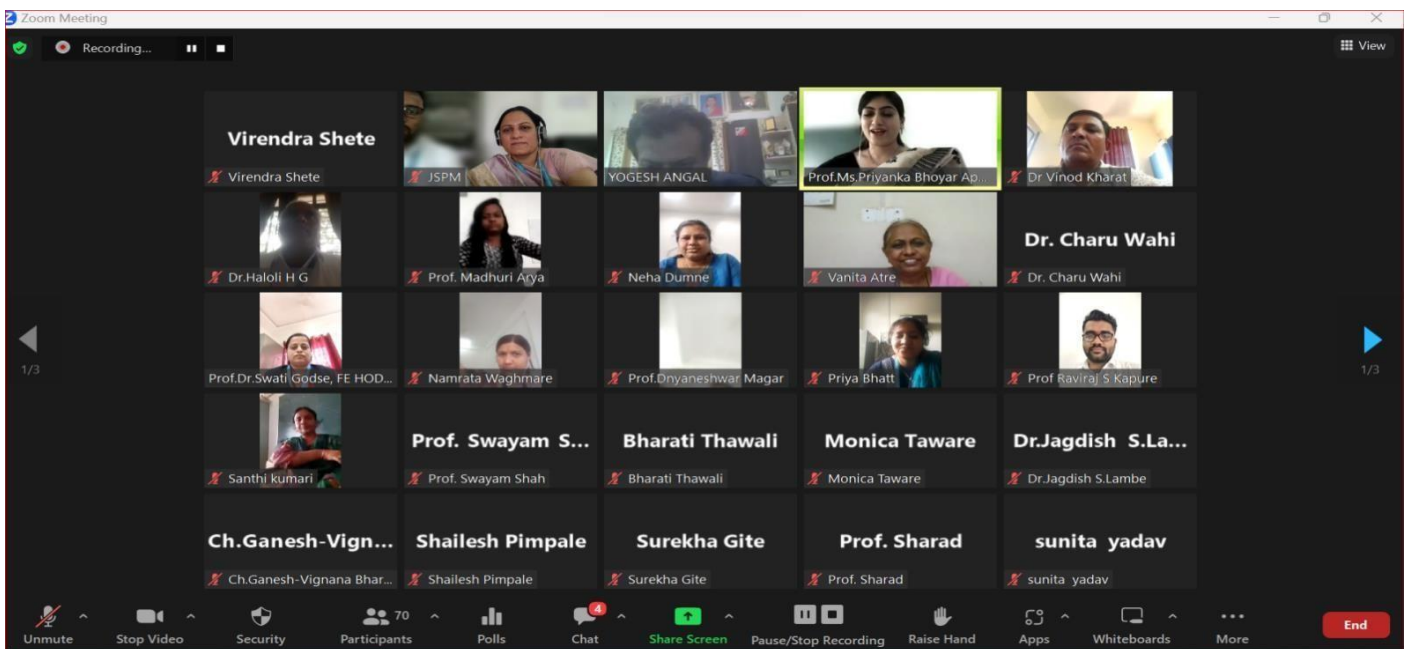 Zoom Meeting
Recording...
View
Virendra Shete
Virendra Shete
JSPM
YOGESH ANGAL
Prof.Ms.Priyanka Bhoyar Ap...
Dr Vinod Kharat
Dr.Haloli H G
Prof. Madhuri Arya
Neha Dumne
Vanita Atre
Dr. Charu Wahi
Dr. Charu Wahi
Prof.Dr.Swati Godse, FE HOD...
Namrata Waghmare
Prof.Dnyaneshwar Magar
Priya Bhatt
Prof Raviraj S Kapure
1/3
1/3
Santhi kumari
Prof. Swayam S...
Prof. Swayam Shah
Bharati Thawali
Bharati Thawali
Monica Taware
Monica Taware
Dr.Jagdish S.La...
Dr.Jagdish S.Lambe
Ch.Ganesh-Vign...
Ch.Ganesh-Vignana Bhar...
Shailesh Pimpale
Shailesh Pimpale
Surekha Gite
Surekha Gite
Prof. Sharad
Prof. Sharad
sunita yadav
sunita yadav
Unmute
Stop Video
Security
70
Participants
Polls
4
Chat
Share Screen
Pause/Stop Recording
Raise Hand
Apps
Whiteboards
More
End